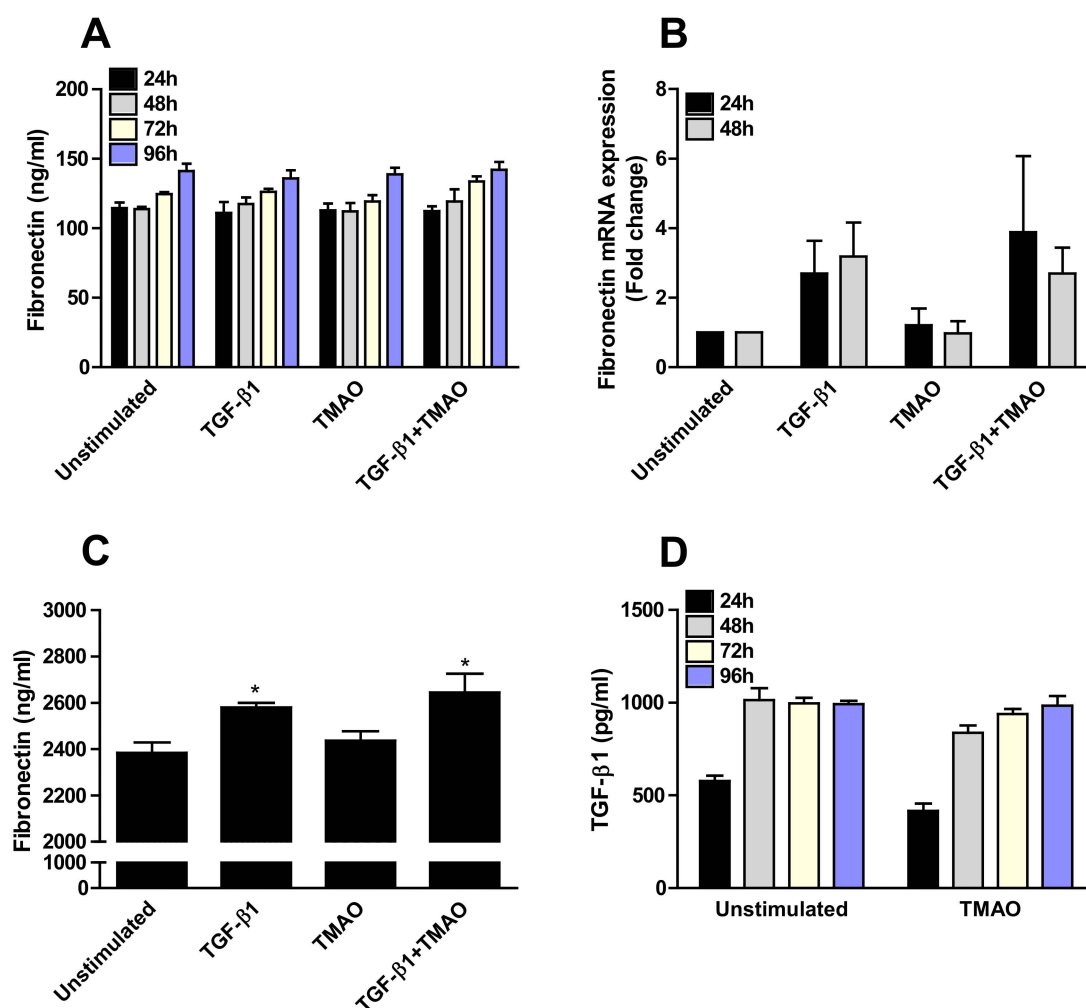 A
24h
48h
72h
96h
Fibronectin (ng/ml)
200
150
100
50
0
Unstimulated
TGF-β1
TMAO
TGF-β1+TMAO
B
24h
48h
Fibronectin mRNA expression
(Fold change)
8
6
4
2
0
Unstimulated
TGF-β1
TMAO
TGF-β1+TMAO
C
Fibronectin (ng/ml)
3000
2800
2600
2400
2200
2000
1000
0
*
*
Unstimulated
TGF-β1
TMAO
TGF-β1+TMAO
D
24h
48h
72h
96h
TGF-β1 (pg/ml)
1500
1000
500
0
Unstimulated
TMAO